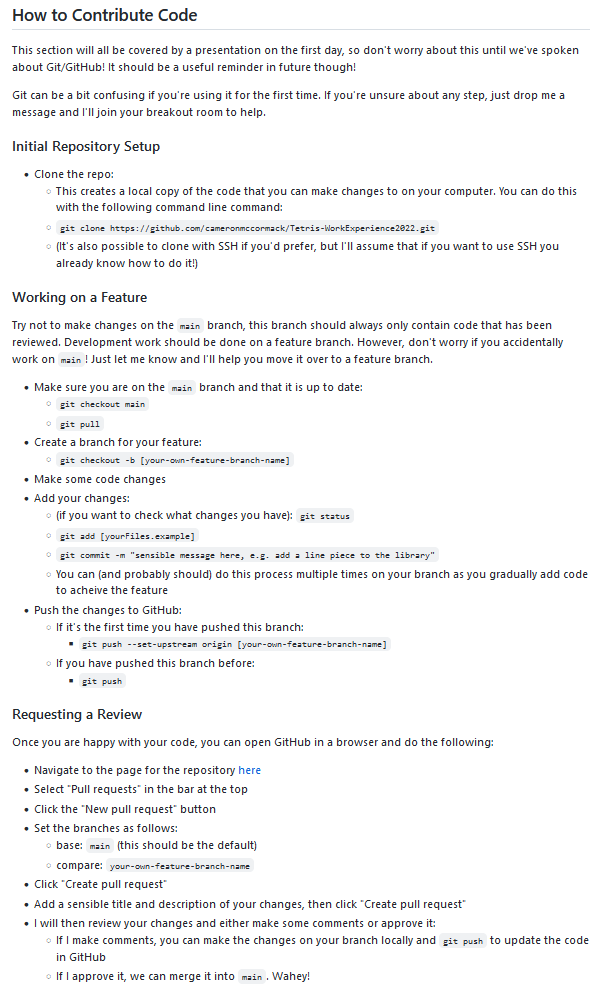 How to Contribute Code
This section will all be covered by a presentation on the first day, so don't worry about this until we've spoken
about Git/GitHub! It should be a useful reminder in future though!
Git can be a bit confusing if you're using it for the first time. If you're unsure about any step, just drop me a
message and I'll join your breakout room to help.
Initial Repository Setup
• Clone the repo:
○ This creates a local copy of the code that you can make changes to on your computer. You can do this
with the following command line command:
○ git clone https://github.com/cameronmccormack/Tetris-WorkExperience2022.git
○ (It's also possible to clone with SSH if you'd prefer, but I'll assume that if you want to use SSH you
already know how to do it!)
Working on a Feature
Try not to make changes on the main branch, this branch should always only contain code that has been
reviewed. Development work should be done on a feature branch. However, don't worry if you accidentally
work on main ! Just let me know and I'll help you move it over to a feature branch.
• Make sure you are on the main branch and that it is up to date:
○ git checkout main
○ git pull
• Create a branch for your feature:
○ git checkout -b [your-own-feature-branch-name]
• Make some code changes
• Add your changes:
○ (if you want to check what changes you have): git status
○ git add [yourFiles.example]
○ git commit -m "sensible message here, e.g. add a line piece to the library"
○ You can (and probably should) do this process multiple times on your branch as you gradually add code
to acheive the feature
• Push the changes to GitHub:
○ If it's the first time you have pushed this branch:
▪ git push --set-upstream origin [your-own-feature-branch-name]
○ If you have pushed this branch before:
▪ git push
Requesting a Review
Once you are happy with your code, you can open GitHub in a browser and do the following:
• Navigate to the page for the repository here
• Select "Pull requests" in the bar at the top
• Click the "New pull request" button
• Set the branches as follows:
○ base: main (this should be the default)
○ compare: your-own-feature-branch-name
• Click "Create pull request"
• Add a sensible title and description of your changes, then click "Create pull request"
• I will then review your changes and either make some comments or approve it:
○ If I make comments, you can make the changes on your branch locally and git push to update the code
in GitHub
○ If I approve it, we can merge it into main . Wahey!